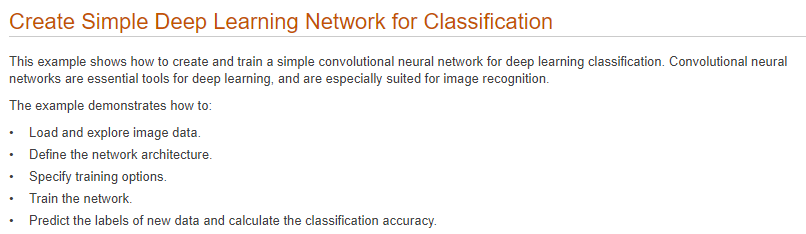 Create Simple Deep Learning Network for Classification
This example shows how to create and train a simple convolutional neural network for deep learning classification. Convolutional neural
networks are essential tools for deep learning, and are especially suited for image recognition.
The example demonstrates how to:
• Load and explore image data.
• Define the network architecture.
• Specify training options.
• Train the network.
• Predict the labels of new data and calculate the classification accuracy.